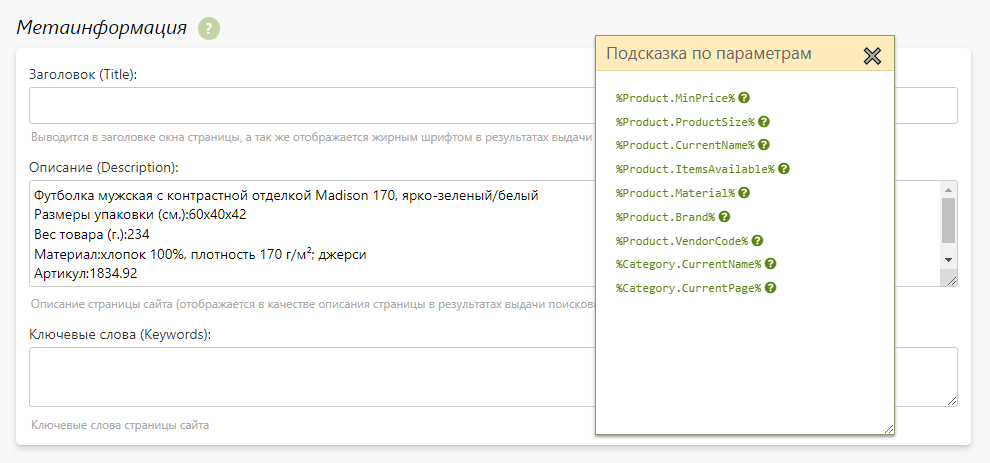 Метаинформация ?
Заголовок (Title):
Выводится в заголовке окна страницы, а так же отображается жирным шрифтом в результатах выдачи
Описание (Description):
Футболка мужская с контрастной отделкой Madison 170, ярко-зеленый/белый
Размеры упаковки (см.):60x40x42
Вес товара (г.):234
Материал:хлопок 100%, плотность 170 г/м²; джерси
Артикул:1834.92
Описание страницы сайта (отображается в качестве описания страницы в результатах выдачи
Ключевые слова (Keywords):
Ключевые слова страницы сайта
Подсказка по параметрам
%Product.MinPrice% ?
%Product.ProductSize% ?
%Product.CurrentName% ?
%Product.ItemsAvailable% ?
%Product.Material% ?
%Product.Brand% ?
%Product.VendorCode% ?
%Category.CurrentName% ?
%Category.CurrentPage% ?